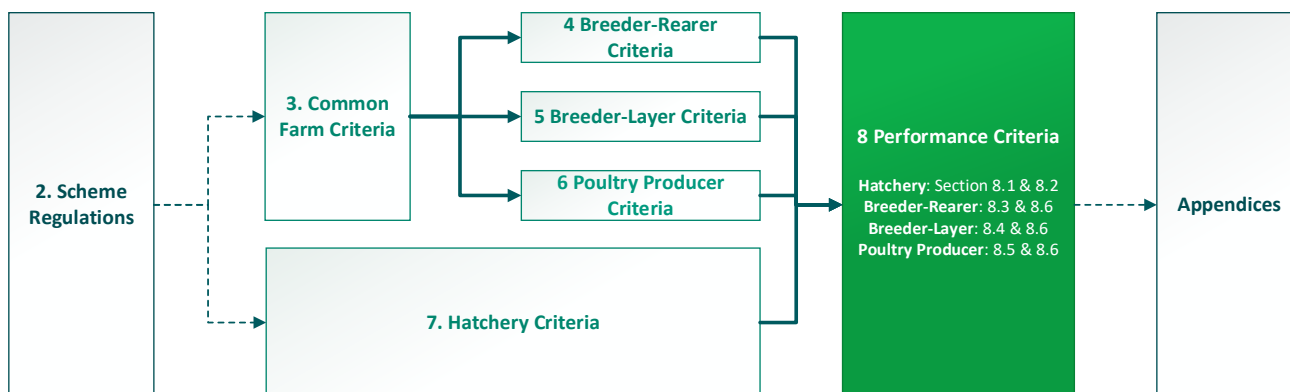 2. Scheme
Regulations
3. Common
Farm Criteria
4 Breeder-Rearer
Criteria
5 Breeder-Layer Criteria
6 Poultry Producer
Criteria
7. Hatchery Criteria
8 Performance Criteria
Hatchery: Section 8.1 & 8.2
Breeder-Rearer: 8.3 & 8.6
Breeder-Layer: 8.4 & 8.6
Poultry Producer: 8.5 & 8.6
Appendices